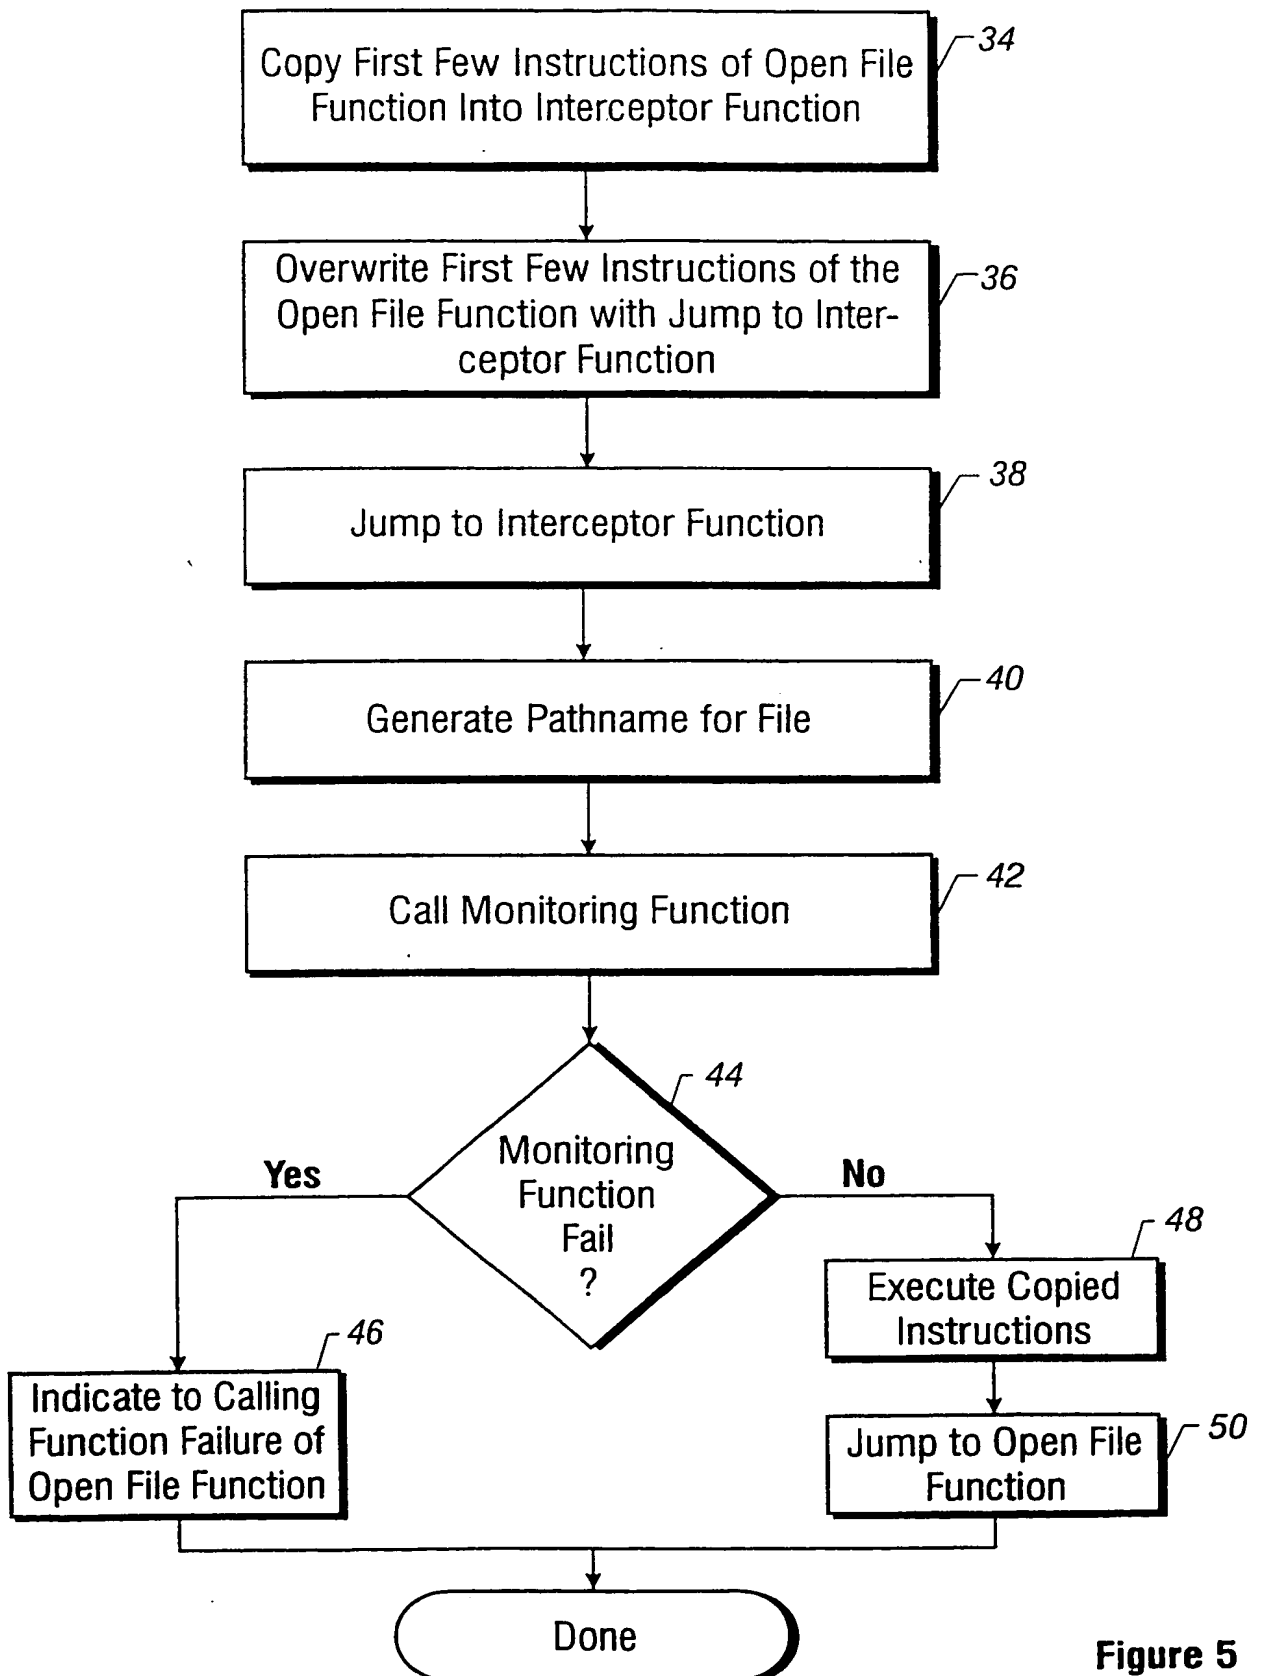 Copy First Few Instructions of Open File
Function Into Interceptor Function
34
Overwrite First Few Instructions of the
Open File Function with Jump to Inter-
ceptor Function
36
Jump to Interceptor Function
38
Generate Pathname for File
40
Call Monitoring Function
42
Monitoring
Function
Fail
?
44
Yes
No
Execute Copied
Instructions
48
Indicate to Calling
Function Failure of
Open File Function
46
Jump to Open File
Function
50
Done
Figure 5